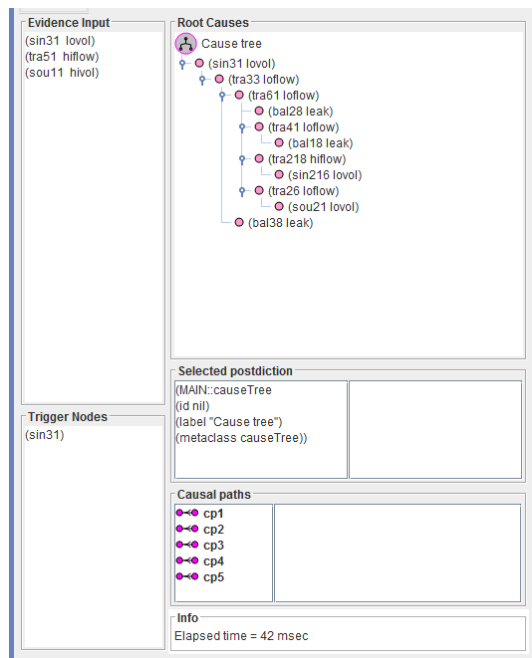 Evidence Input
(sin31 lovol)
(tra51 hiflow)
(sou11 hivol)
Trigger Nodes
(sin31)
Root Causes
Cause tree
(sin31 lovol)
(tra33 loflow)
(tra61 loflow)
(bal28 leak)
(tra41 loflow)
(bal18 leak)
(tra218 hiflow)
(sin216 lovol)
(tra26 loflow)
(sou21 lovol)
(bal38 leak)
Selected postdiction
(MAIN::causeTree
(id nil)
(label "Cause tree")
(metaclass causeTree))
Causal paths
cp1
cp2
cp3
cp4
cp5
Info
Elapsed time = 42 msec